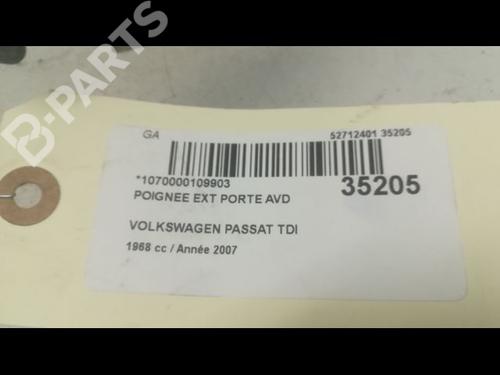 B-PARTS
GA 52712401 35205
*1070000109903 35205
POIGNEE EXT PORTE AVD
VOLKSWAGEN PASSAT TDI
1968 cc / Année 2007